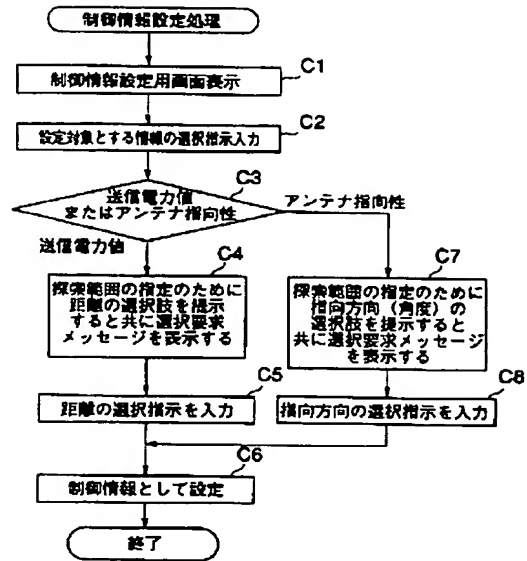 制御情報設定処理
C1
制御情報設定用画面表示
C2
設定対象とする情報の選択指示入力
C3
送信電力値
またはアンテナ指向性
アンテナ指向性
送信電力値
C4
探索範囲の指定のために
距離の選択肢を提示
すると共に選択要求
メッセージを表示する
C7
探索範囲の指定のために
指向方向(角度)の
選択肢を提示すると
共に選択要求メッセージ
を表示する
C5
距離の選択指示を入力
C8
指向方向の選択指示を入力
C6
制御情報として設定
終了